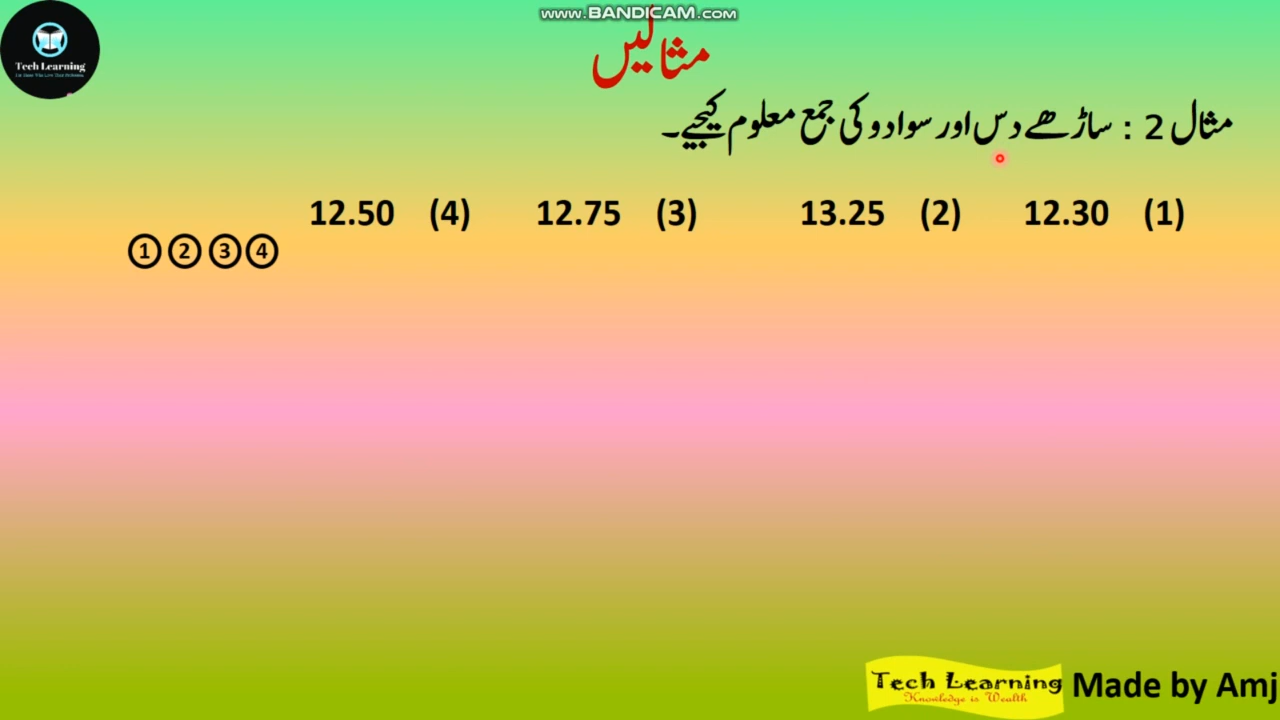 www.BANDICAM.com
Tech Learning
مثالیں
مثال 2 : ساڑھے دس اور سوا دو کی جمع معلوم کیجیے۔
(1) 12.30 (2) 13.25 (3) 12.75 (4) 12.50
① ② ③ ④
Tech Learning
Knowledge is Wealth
Made by Amj